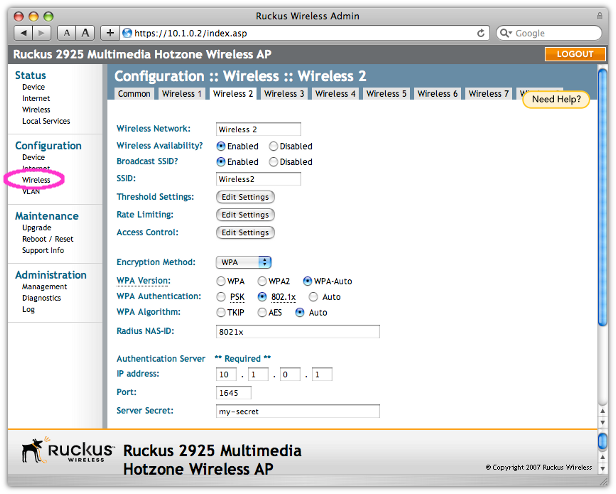 Ruckus Wireless Admin
A A https://10.1.0.2/index.asp Google
Ruckus 2925 Multimedia Hotzone Wireless AP LOGOUT
Status
Device
Internet
Wireless
Local Services
Configuration
Device
Internet
Wireless
VLAN
Maintenance
Upgrade
Reboot / Reset
Support Info
Administration
Management
Diagnostics
Log
Configuration :: Wireless :: Wireless 2
Common Wireless 1 Wireless 2 Wireless 3 Wireless 4 Wireless 5 Wireless 6 Wireless 7
Need Help?
Wireless Network: Wireless 2
Wireless Availability? Enabled Disabled
Broadcast SSID? Enabled Disabled
SSID: Wireless2
Threshold Settings: Edit Settings
Rate Limiting: Edit Settings
Access Control: Edit Settings
Encryption Method: WPA
WPA Version: WPA WPA2 WPA-Auto
WPA Authentication: PSK 802.1x Auto
WPA Algorithm: TKIP AES Auto
Radius NAS-ID: 8021x
Authentication Server ** Required **
IP address: 10 . 1 . 0 . 1
Port: 1645
Server Secret: my-secret
RUCKUS
WIRELESS
Ruckus 2925 Multimedia
Hotzone Wireless AP
© Copyright 2007 Ruckus Wireless